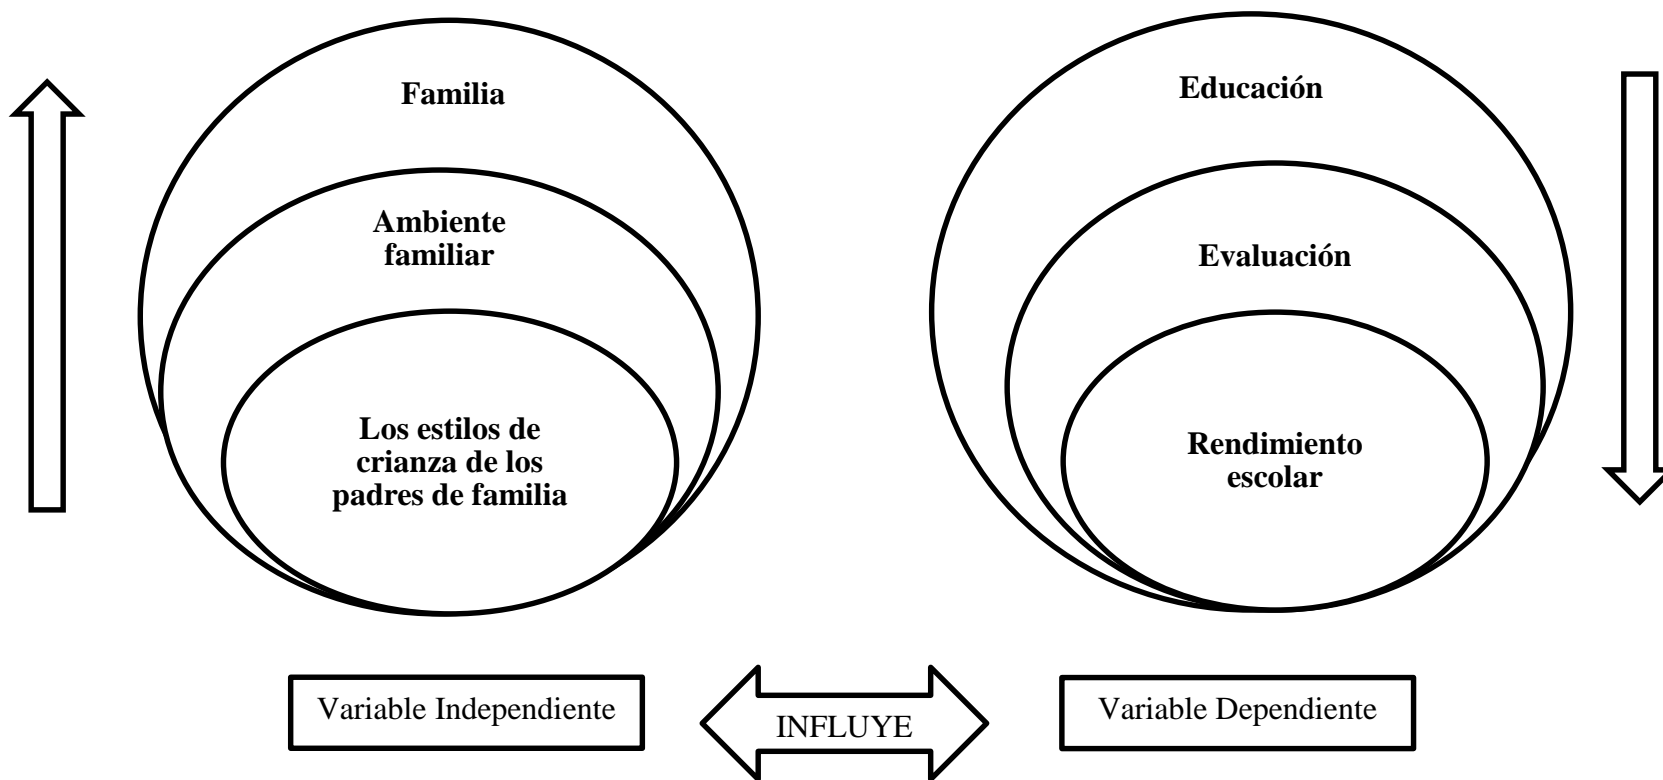 Familia
Ambiente
familiar
Los estilos de
crianza de los
padres de familia
Educación
Evaluación
Rendimiento
escolar
Variable Independiente
INFLUYE
Variable Dependiente